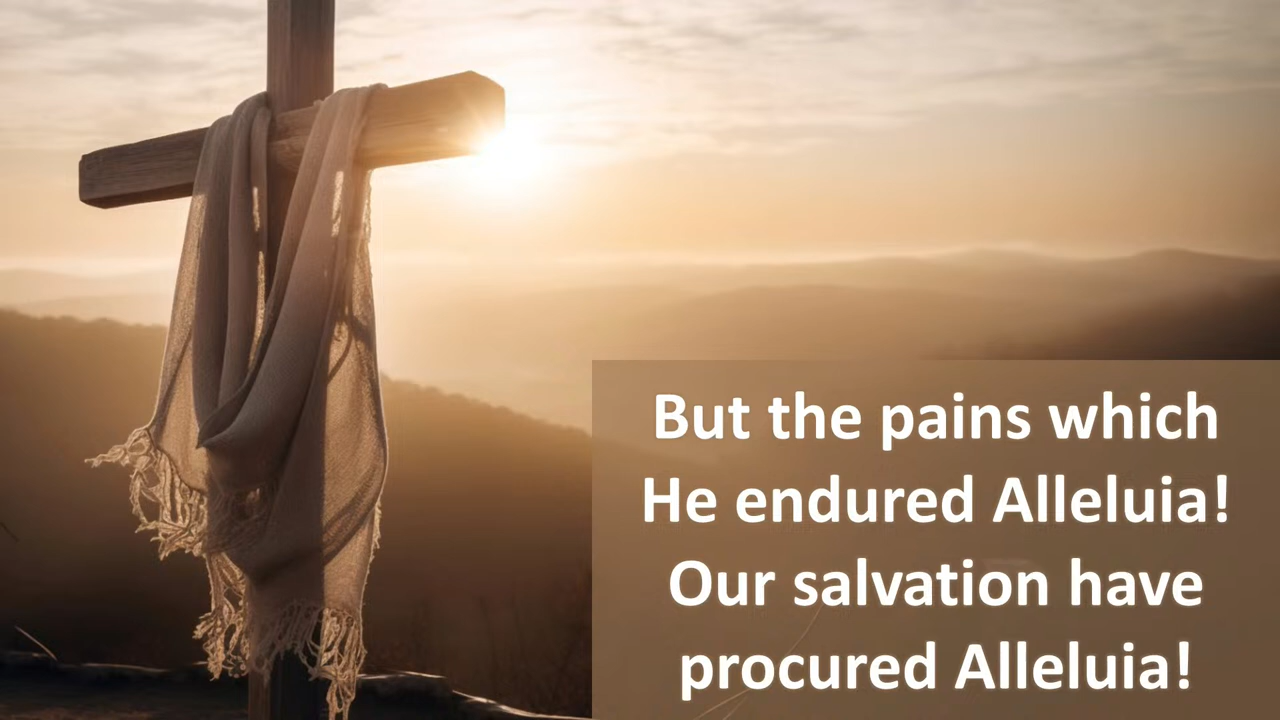 But the pains which
He endured Alleluia!
Our salvation have
procured Alleluia!